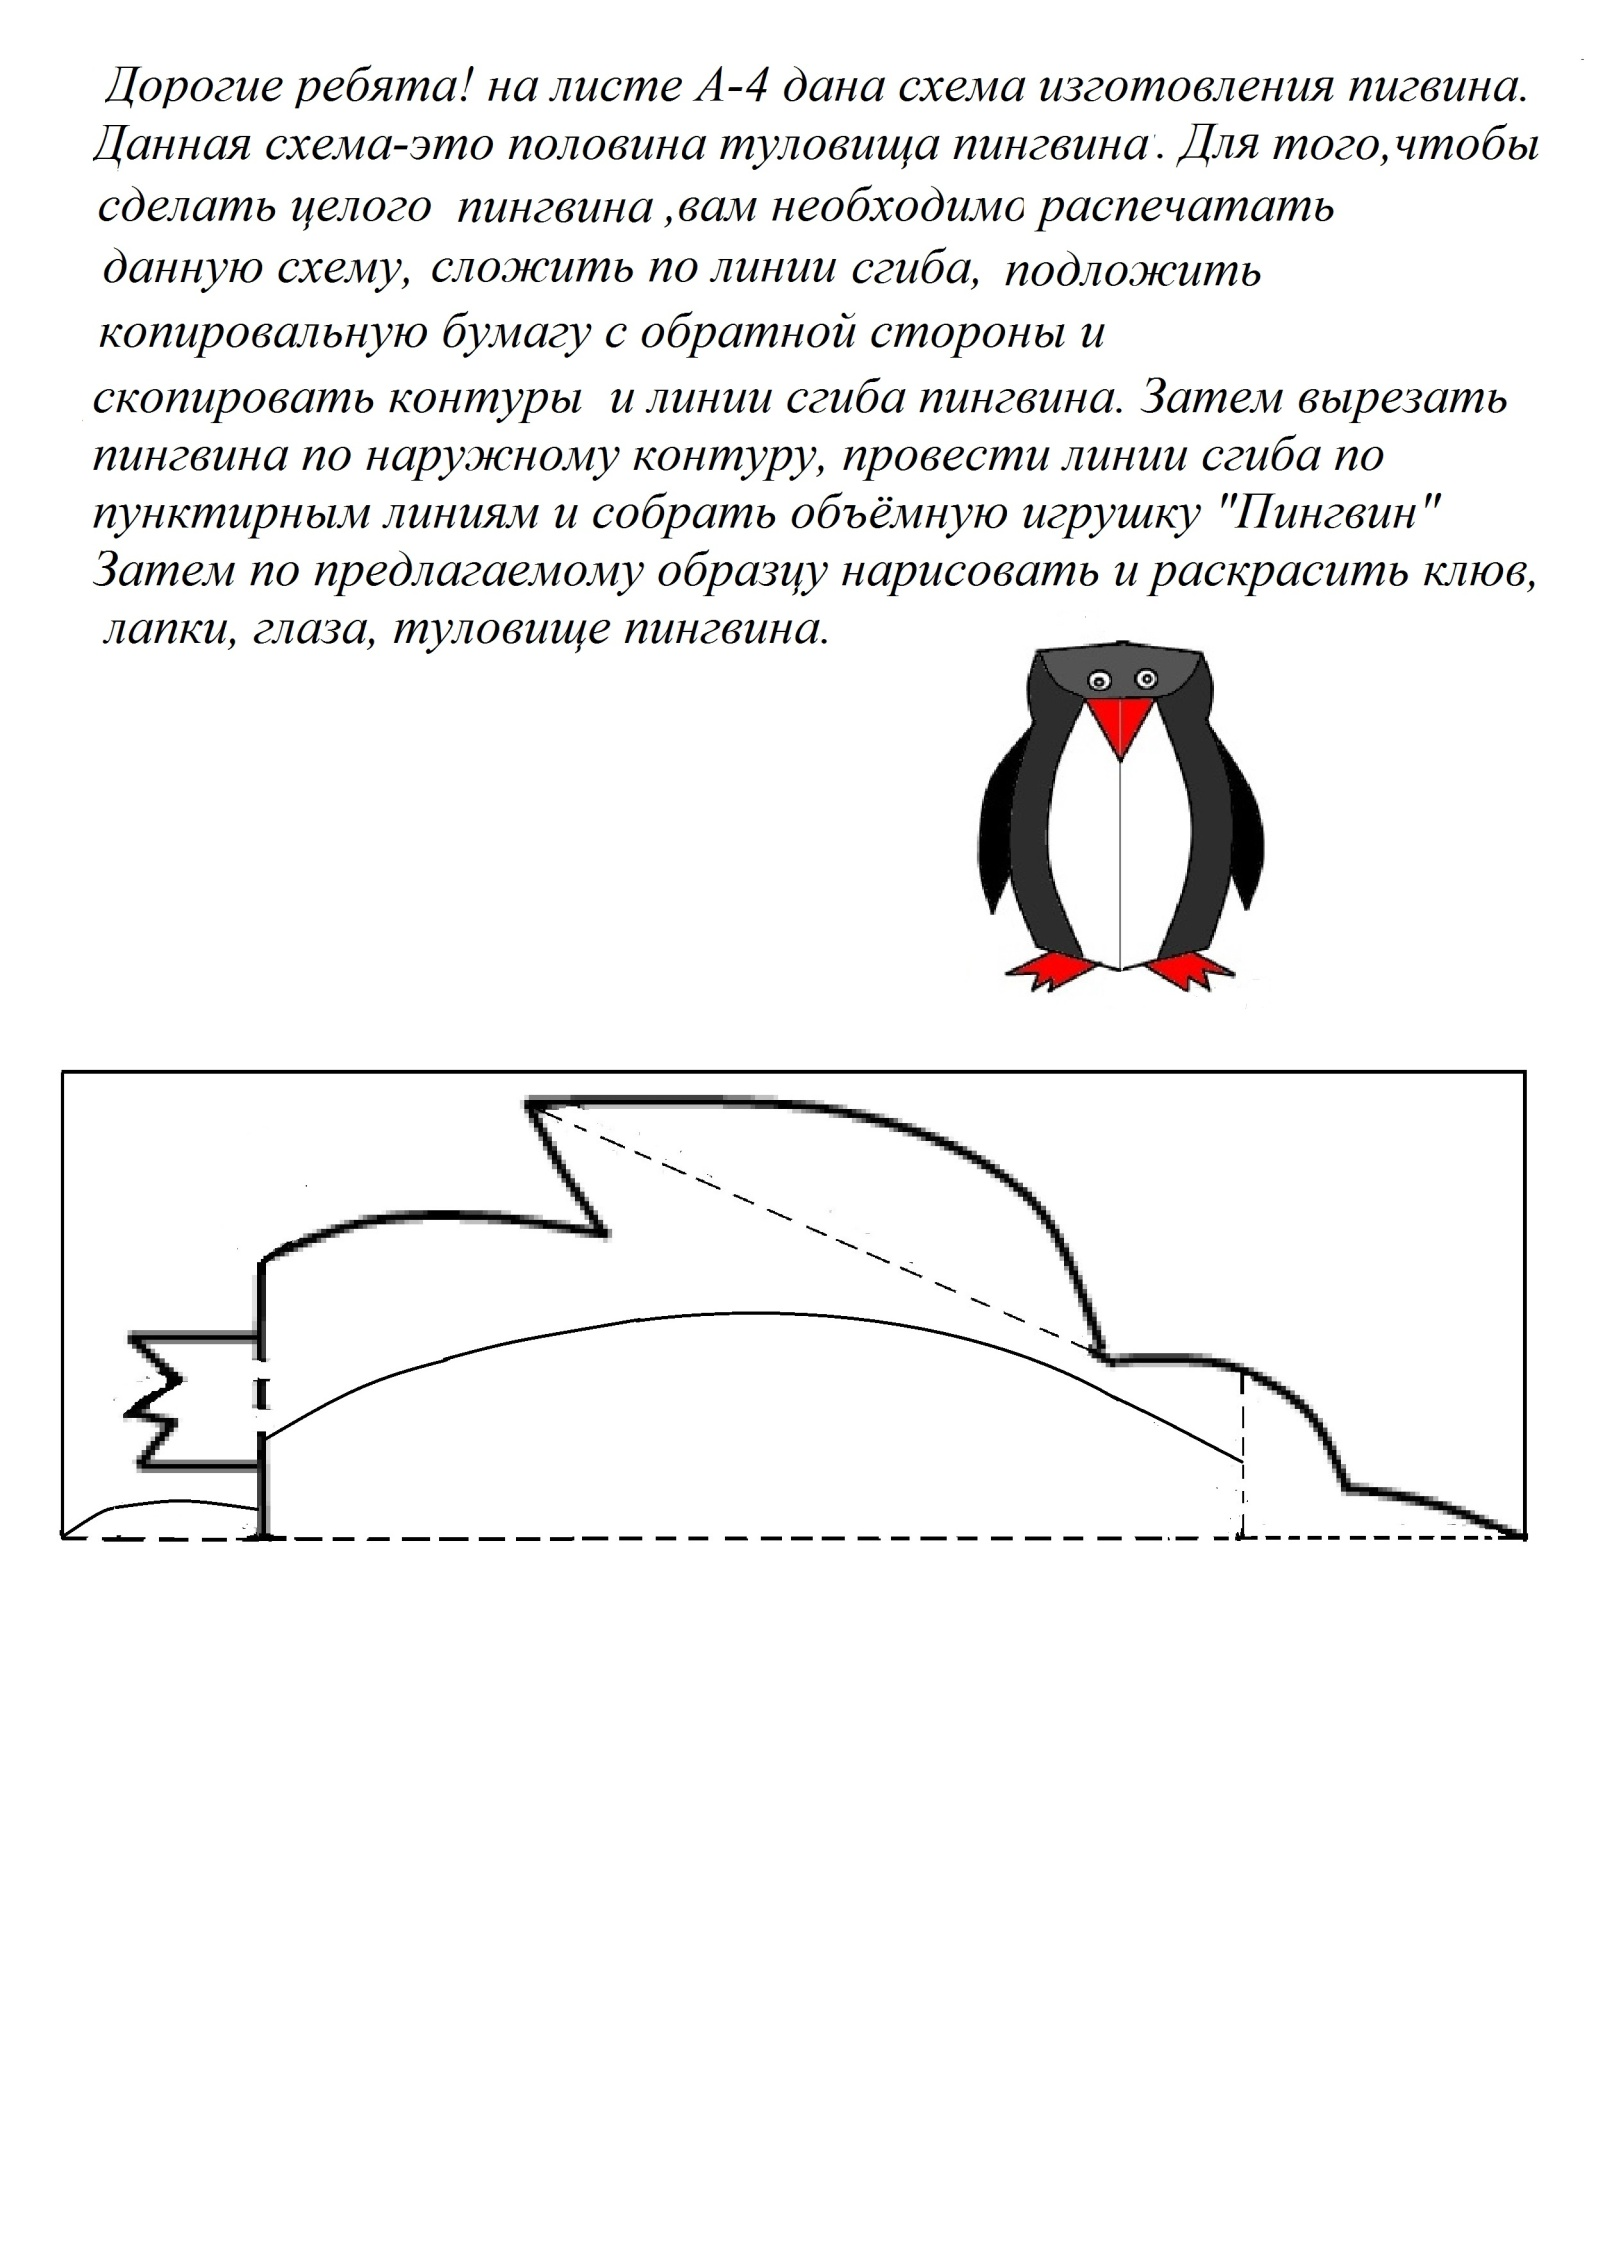 Дорогие ребята! на листе А-4 дана схема изготовления пигвина.
Данная схема-это половина туловища пингвина. Для того,чтобы
сделать целого пингвина ,вам необходимо распечатать
данную схему, сложить по линии сгиба, подложить
копировальную бумагу с обратной стороны и
скопировать контуры и линии сгиба пингвина. Затем вырезать
пингвина по наружному контуру, провести линии сгиба по
пунктирным линиям и собрать объёмную игрушку "Пингвин"
Затем по предлагаемому образцу нарисовать и раскрасить клюв,
лапки, глаза, туловище пингвина.